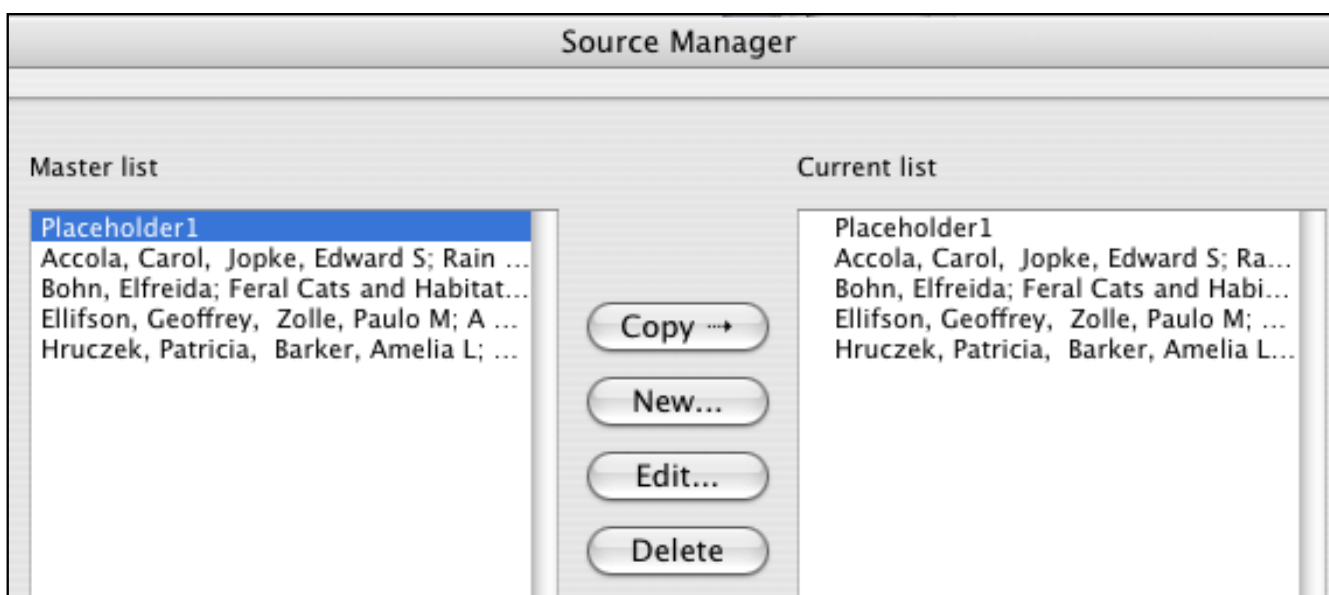 Source Manager
Master list
Placeholder1
Accola, Carol,  Jopke, Edward S; Rain ...
Bohn, Elfreida; Feral Cats and Habitat...
Ellifson, Geoffrey,  Zolle, Paulo M; A ...
Hruczek, Patricia,  Barker, Amelia L; ...
Copy ⇢
New...
Edit...
Delete
Current list
Placeholder1
Accola, Carol,  Jopke, Edward S; Ra...
Bohn, Elfreida; Feral Cats and Habi...
Ellifson, Geoffrey,  Zolle, Paulo M; ...
Hruczek, Patricia,  Barker, Amelia L...